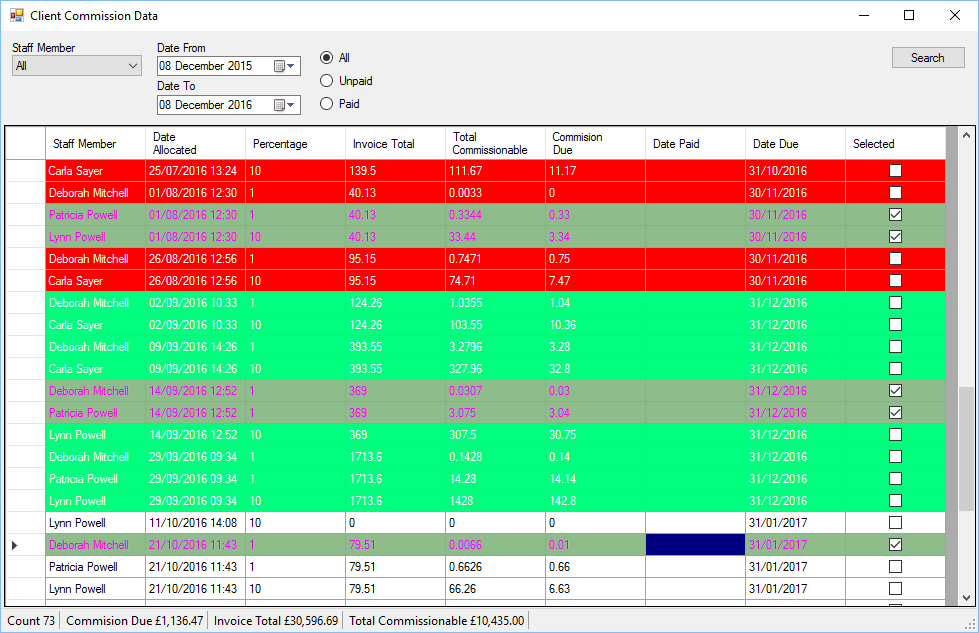 Client Commission Data
Staff Member
All
Date From
08 December 2015
Date To
08 December 2016
All
Unpaid
Paid
Search
Staff Member Date Allocated Percentage Invoice Total Total Commissionable Commision Due Date Paid Date Due Selected
Carla Sayer 25/07/2016 13:24 10 139.5 111.67 11.17 31/10/2016
Deborah Mitchell 01/08/2016 12:30 1 40.13 0.0033 0 30/11/2016
Patricia Powell 01/08/2016 12:30 1 40.13 0.3344 0.33 30/11/2016
Lynn Powell 01/08/2016 12:30 10 40.13 33.44 3.34 30/11/2016
Deborah Mitchell 26/08/2016 12:56 1 95.15 0.7471 0.75 30/11/2016
Carla Sayer 26/08/2016 12:56 10 95.15 74.71 7.47 30/11/2016
Deborah Mitchell 02/09/2016 10:33 1 124.26 1.0355 1.04 31/12/2016
Carla Sayer 02/09/2016 10:33 10 124.26 103.55 10.36 31/12/2016
Deborah Mitchell 09/09/2016 14:26 1 393.55 3.2796 3.28 31/12/2016
Carla Sayer 09/09/2016 14:26 10 393.55 327.96 32.8 31/12/2016
Deborah Mitchell 14/09/2016 12:52 1 369 0.0307 0.03 31/12/2016
Patricia Powell 14/09/2016 12:52 1 369 3.075 3.04 31/12/2016
Lynn Powell 14/09/2016 12:52 10 369 307.5 30.75 31/12/2016
Deborah Mitchell 29/09/2016 09:34 1 1713.6 0.1428 0.14 31/12/2016
Patricia Powell 29/09/2016 09:34 1 1713.6 14.28 14.14 31/12/2016
Lynn Powell 29/09/2016 09:34 10 1713.6 1428 142.8 31/12/2016
Lynn Powell 11/10/2016 14:08 10 0 0 0 31/01/2017
Deborah Mitchell 21/10/2016 11:43 1 79.51 0.0066 0.01 31/01/2017
Patricia Powell 21/10/2016 11:43 1 79.51 0.6626 0.66 31/01/2017
Lynn Powell 21/10/2016 11:43 10 79.51 66.26 6.63 31/01/2017
Count 73 Commision Due £1,136.47 Invoice Total £30,596.69 Total Commissionable £10,435.00